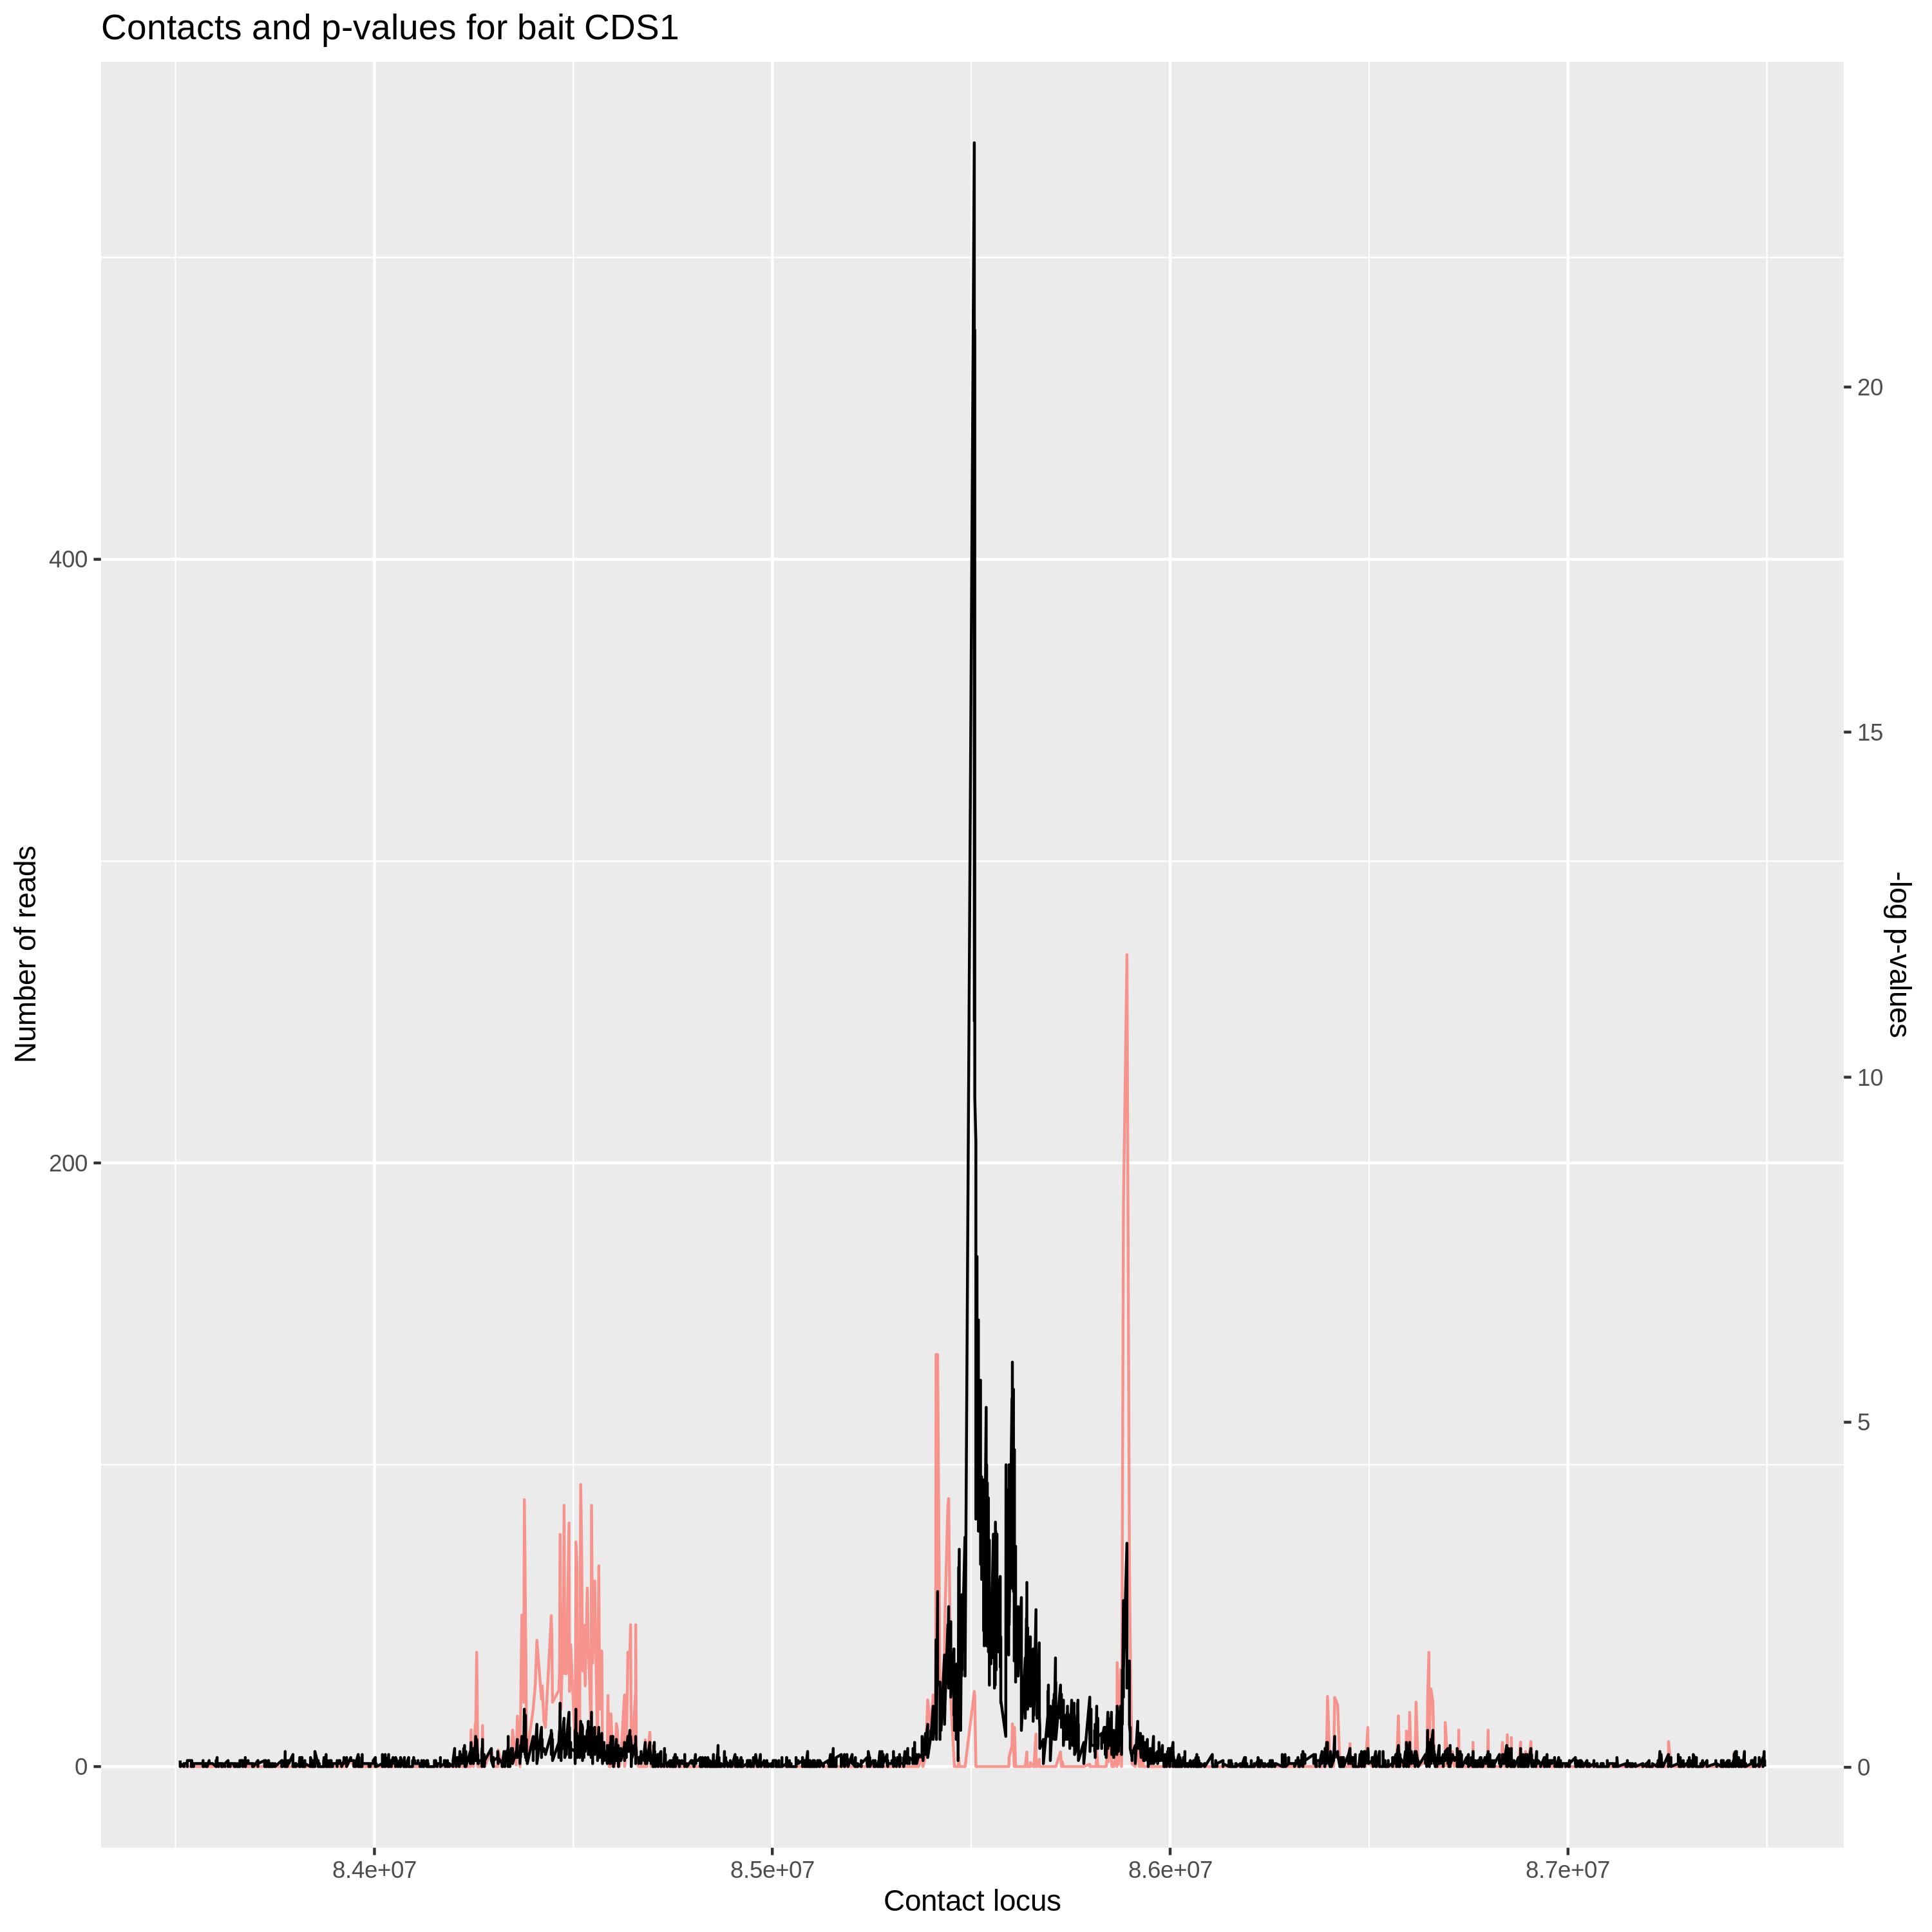 Contacts and p-values for bait CDS1
Number of reads
400
200
0
20
15
10
5
0
-log p-values
8.4e+07
8.5e+07
8.6e+07
8.7e+07
Contact locus